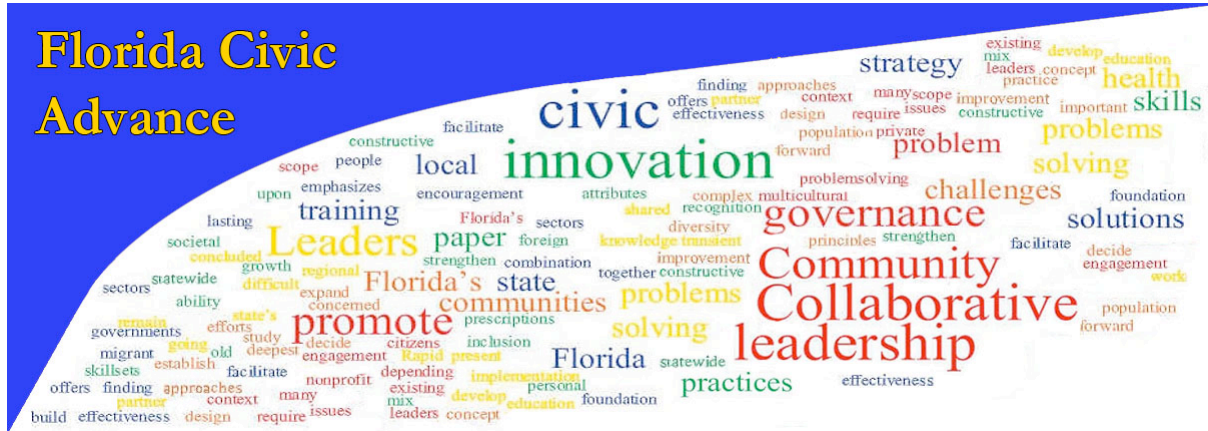 Florida Civic
Advance
existing
develop
education
mix
strategy
leaders
concept
health
practice
finding
approaches
many
scope
skills
civic
offers
partner
context
improvement
important
effectiveness
design
require
issues
constructive
facilitate
population
private
problems
constructive
innovation
forward
problem
scope
people
local
solving
problemsolving
upon
emphasizes
encouragement
attributes
complex
multicultural
challenges
foundation
training
shared
recognition
governance
solutions
lasting
Florida's
sectors
diversity
societal
Leaders
paper
foreign
knowledge
transient
principles
strengthen
facilitate
decide
concluded
strengthen
combination
improvement
Community
engagement
growth
regional
together
constructive
statewide
difficult
Florida's
state
work
sectors
expand
problems
Collaborative
ability
concerned
communities
population
state's
promote
prescriptions
solving
forward
remain
efforts
governments
study
decide
citizens
inclusion
leadership
going
old
deepest
engagement
Rapid
present
Florida
statewide
migrant
establish
facilitate
depending
implementation
practices
effectiveness
skillsets
nonprofit
existing
personal
offers
finding
approaches
many
develop
foundation
partner
context
mix
education
build
effectiveness
design
require
issues
leaders
concept